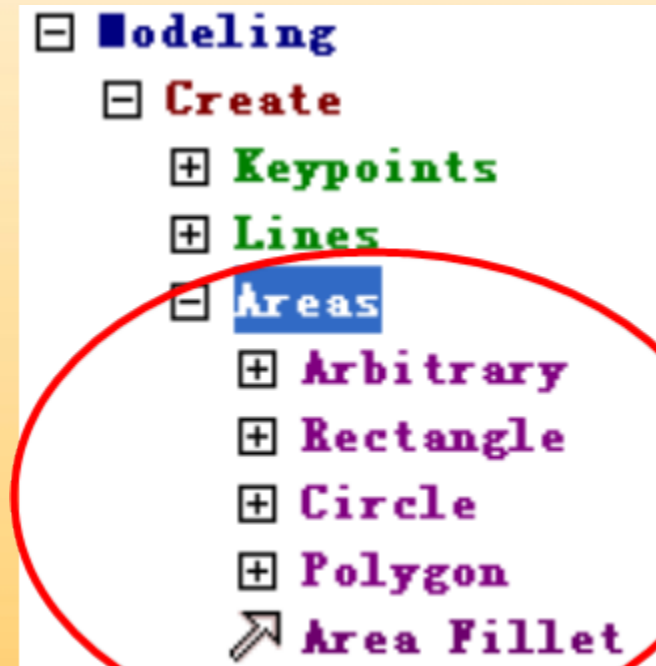 Modeling
Create
Keypoints
Lines
Areas
Arbitrary
Rectangle
Circle
Polygon
Area Fillet